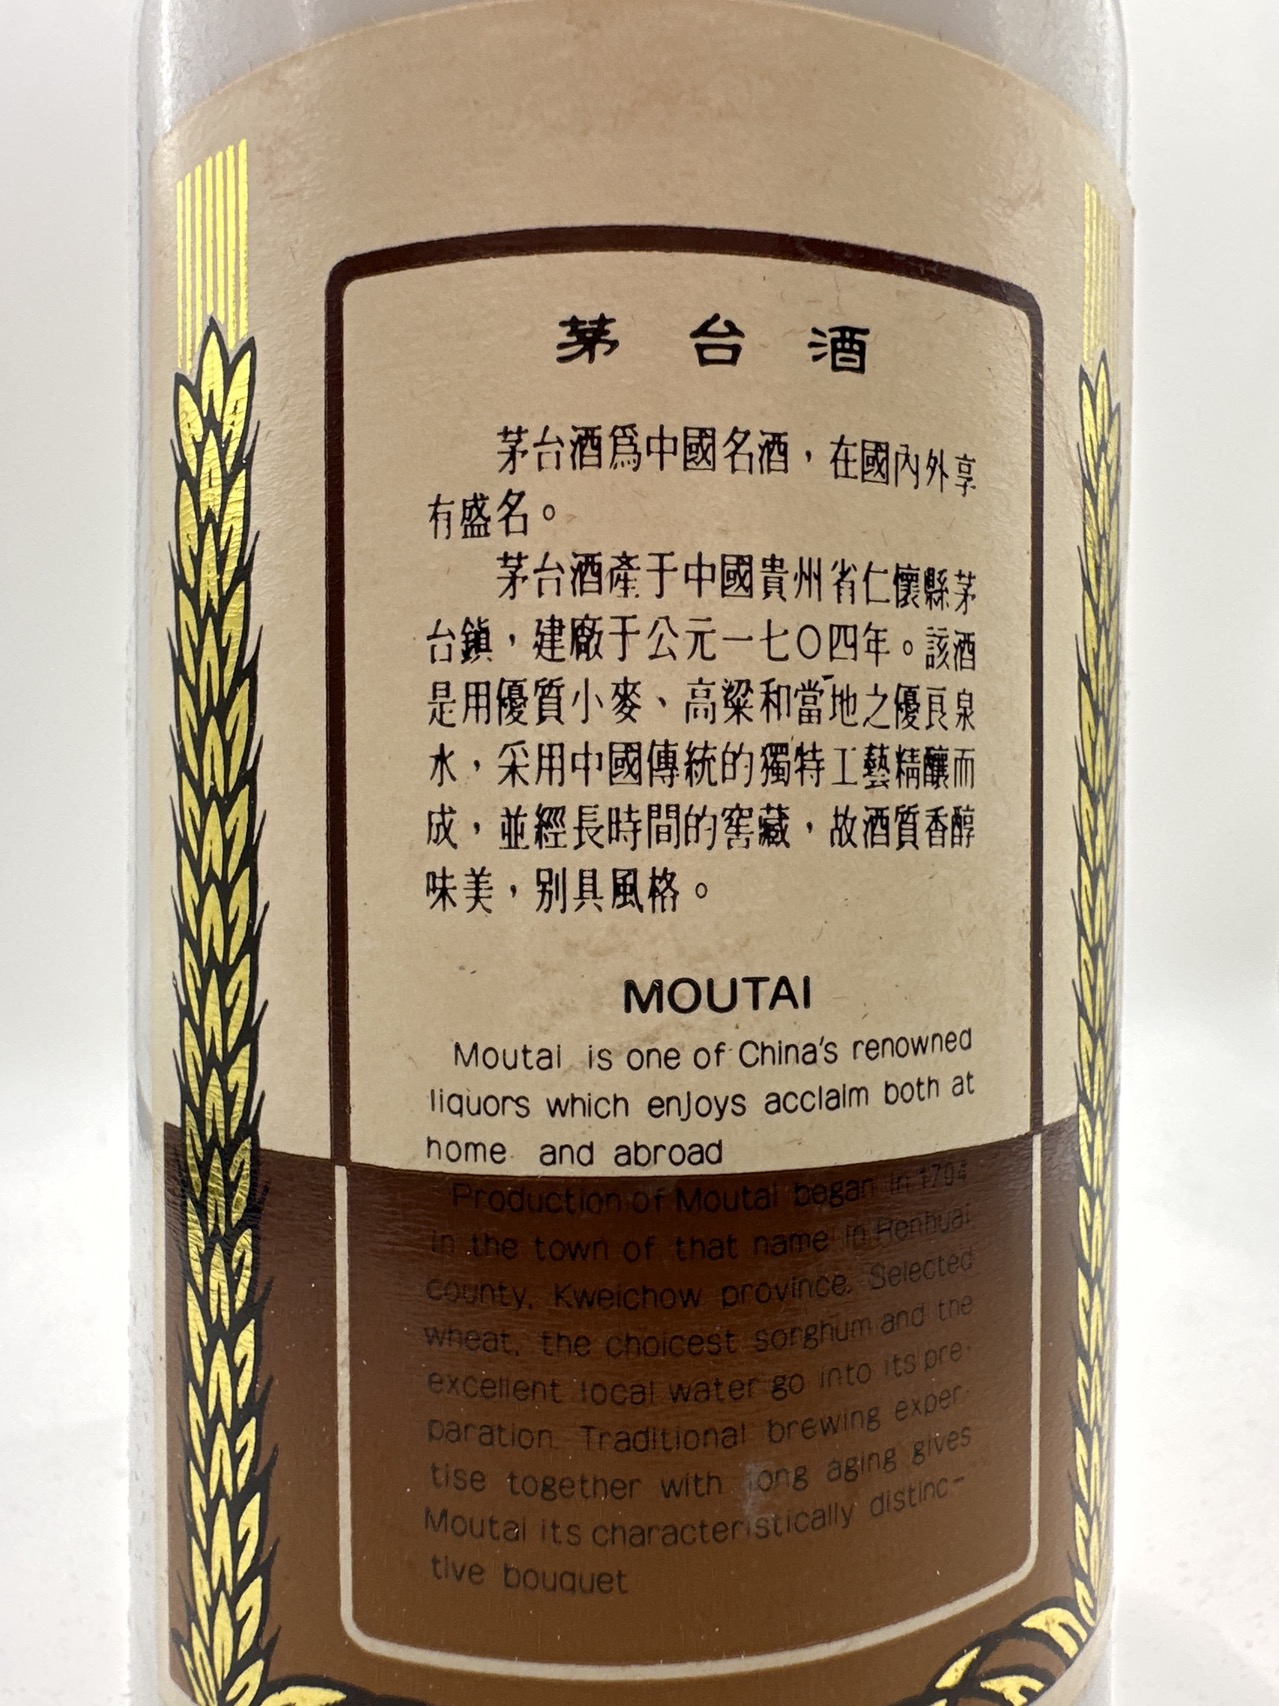 茅台酒
茅台酒爲中國名酒，在國內外享
有盛名。
茅台酒產于中國貴州省仁懷縣茅
台鎮，建廠于公元一七〇四年。該酒
是用優質小麥、高粱和當地之優良泉
水，采用中國傳統的獨特工藝精釀而
成，並經長時間的窖藏，故酒質香醇
味美，别具風格。
MOUTAI
Moutai is one of China's renowned
liquors which enjoys acclaim both at
home and abroad
Production of Moutai began in 1704
in the town of that name in Renhuai
county, Kweichow province. Selected
wheat, the choicest sorghum and the
excellent local water go into its pre-
paration. Traditional brewing exper-
tise together with long aging gives
Moutai its characteristically distinc-
tive bouquet